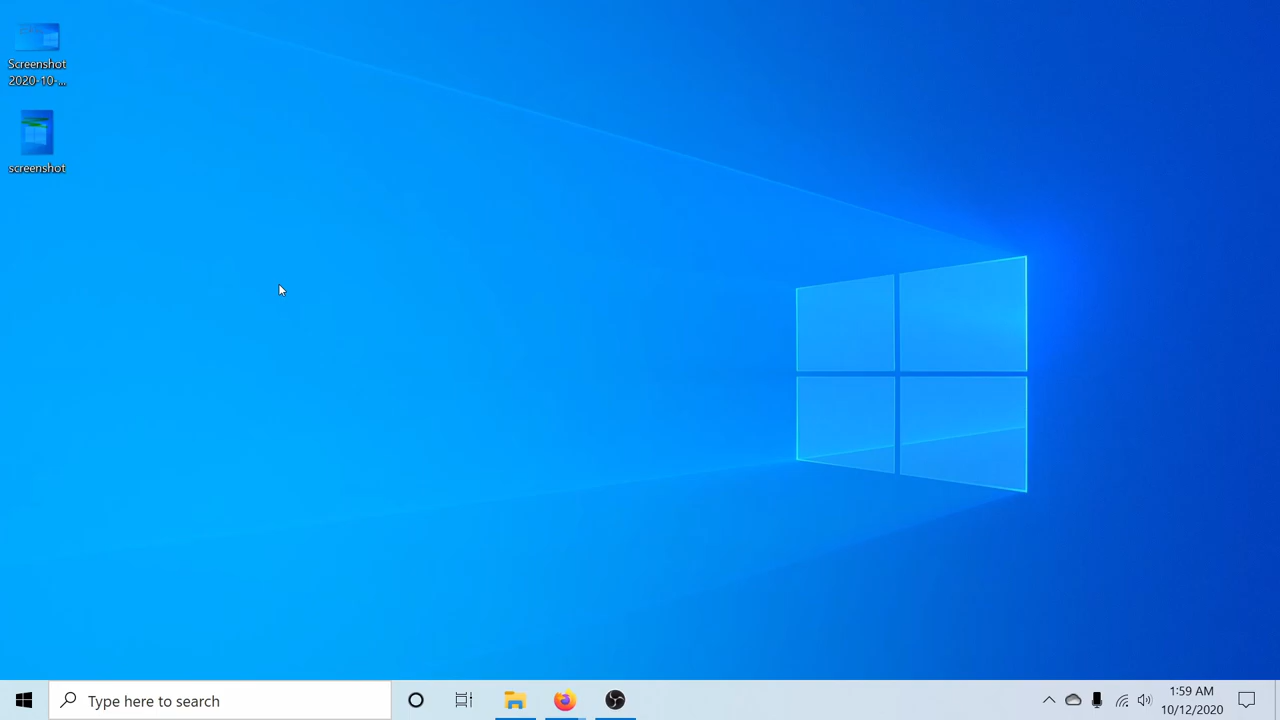 Screenshot
2020-10-...
screenshot
Type here to search
1:59 AM
10/12/2020